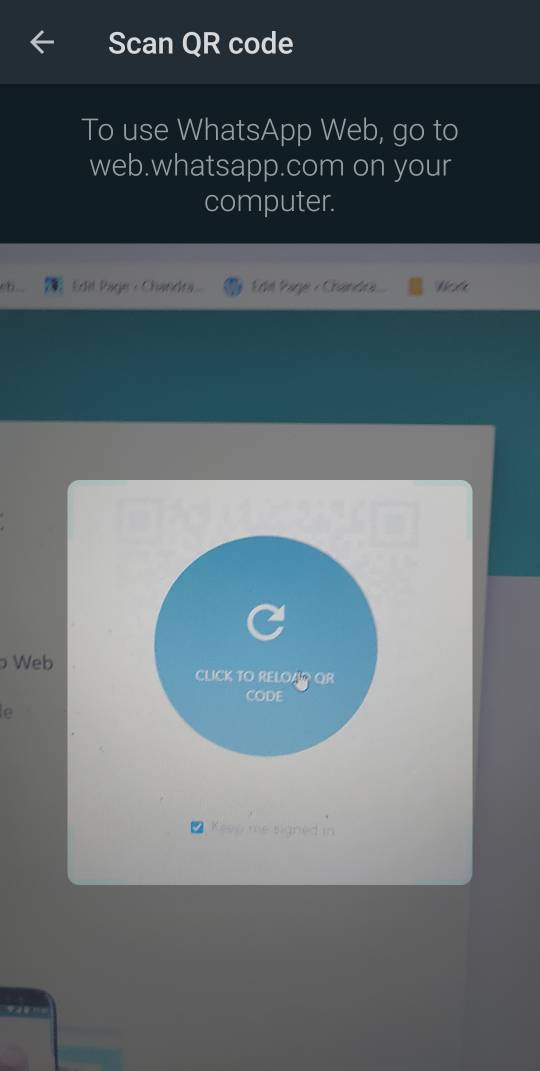 Scan QR code
To use WhatsApp Web, go to
web.whatsapp.com on your
computer.
Edit Page ‹ Chandra... Edit Page ‹ Chandra... Work
Web
CLICK TO RELOAD QR
CODE
Keep me signed in